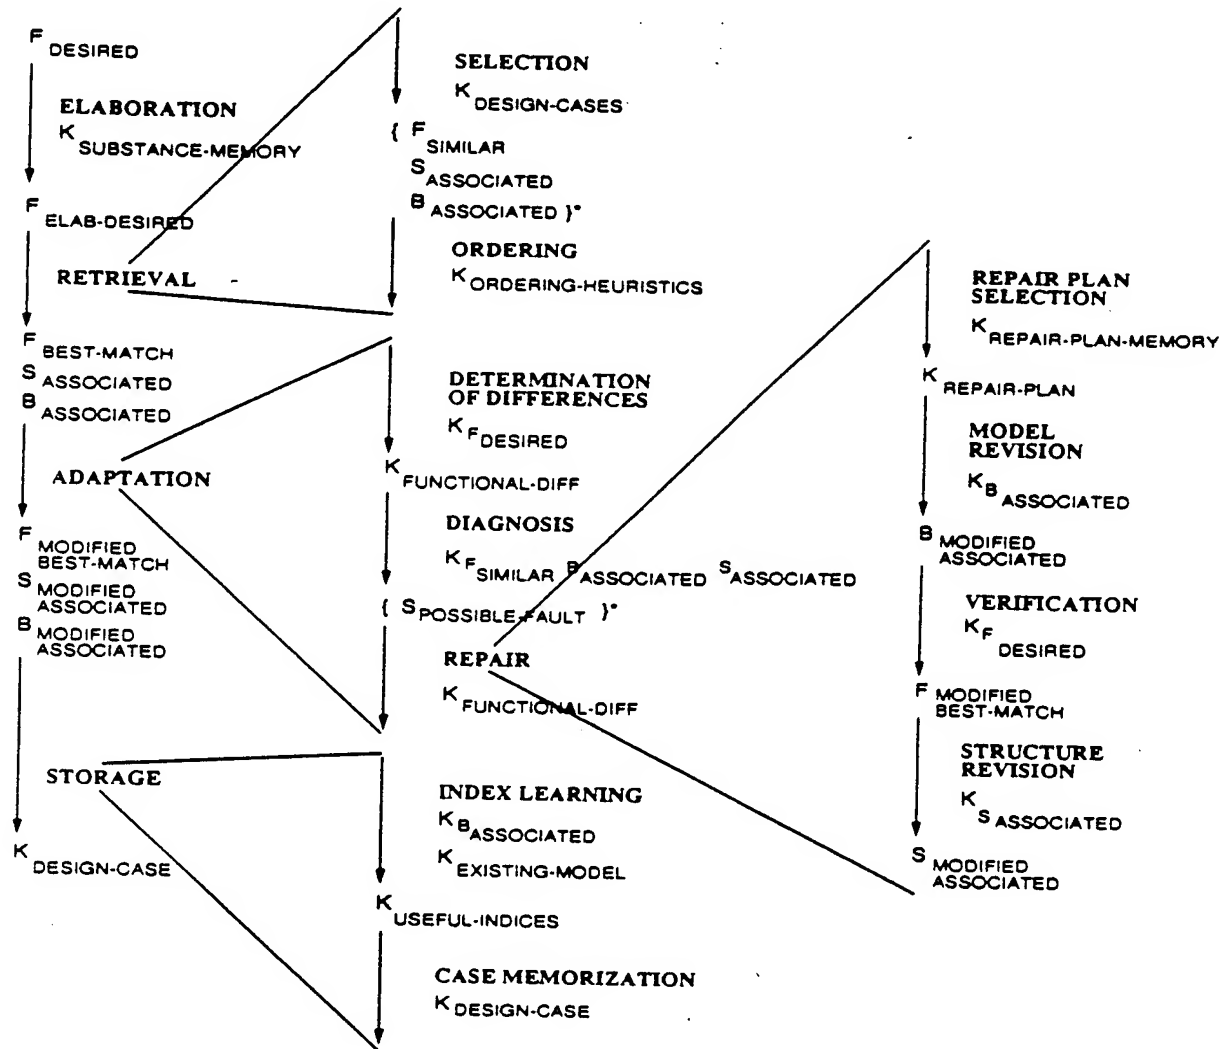 F DESIRED
ELABORATION
K SUBSTANCE-MEMORY
F ELAB-DESIRED
RETRIEVAL
F BEST-MATCH
S ASSOCIATED
B ASSOCIATED
ADAPTATION
F MODIFIED
BEST-MATCH
S MODIFIED
ASSOCIATED
B MODIFIED
ASSOCIATED
STORAGE
K DESIGN-CASE
SELECTION
K DESIGN-CASES
{ F SIMILAR
S ASSOCIATED
B ASSOCIATED }*
ORDERING
K ORDERING-HEURISTICS
DETERMINATION
OF DIFFERENCES
K F DESIRED
K FUNCTIONAL-DIFF
DIAGNOSIS
K F SIMILAR B ASSOCIATED S ASSOCIATED
{ S POSSIBLE-FAULT }*
REPAIR
K FUNCTIONAL-DIFF
INDEX LEARNING
K B ASSOCIATED
K EXISTING-MODEL
K USEFUL-INDICES
CASE MEMORIZATION
K DESIGN-CASE
REPAIR PLAN
SELECTION
K REPAIR-PLAN-MEMORY
K REPAIR-PLAN
MODEL
REVISION
K B ASSOCIATED
B MODIFIED
ASSOCIATED
VERIFICATION
K F DESIRED
F MODIFIED
BEST-MATCH
STRUCTURE
REVISION
K S ASSOCIATED
S MODIFIED
ASSOCIATED